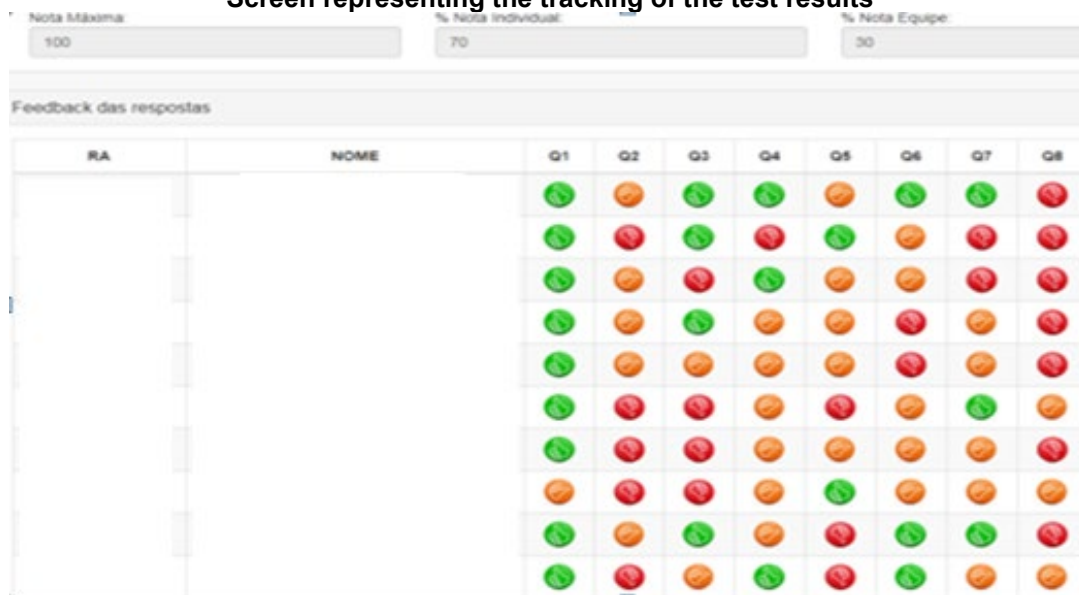 Screen representing the tracking of the test results
Nota Máxima: % Nota Individual: % Nota Equipe:
100 70 30
Feedback das respostas
RA NOME Q1 Q2 Q3 Q4 Q5 Q6 Q7 Q8